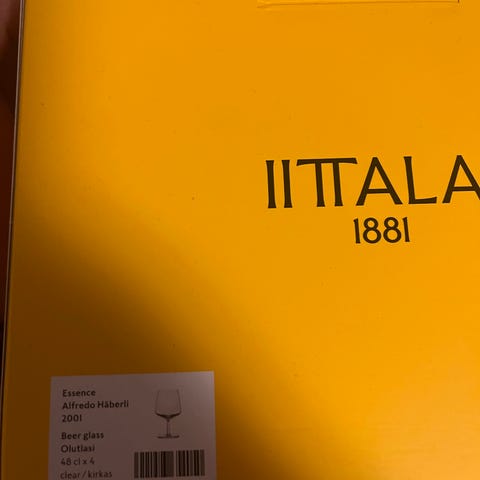 IITTALA
1881
Essence
Alfredo Häberli
2001
Beer glass
Olutlasi
48 cl x 4
clear / kirkas